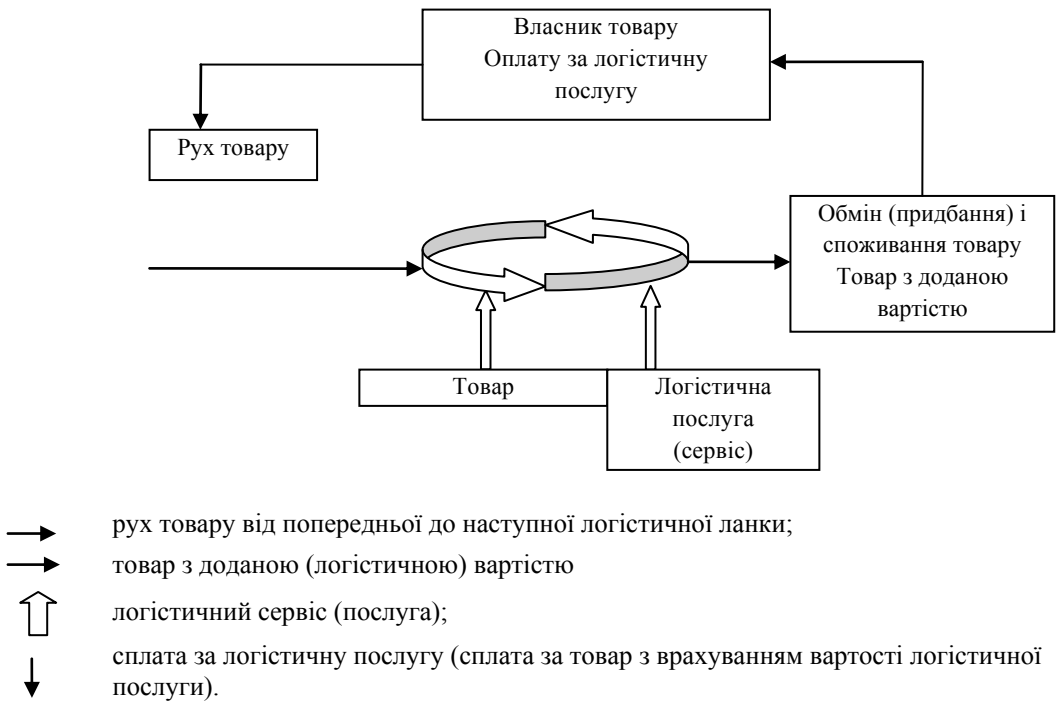 Власник товару
Оплату за логістичну
послугу
Рух товару
Обмін (придбання) і
споживання товару
Товар з доданою
вартістю
Товар
Логістична
послуга
(сервіс)
рух товару від попередньої до наступної логістичної ланки;
товар з доданою (логістичною) вартістю
логістичний сервіс (послуга);
сплата за логістичну послугу (сплата за товар з врахуванням вартості логістичної
послуги).